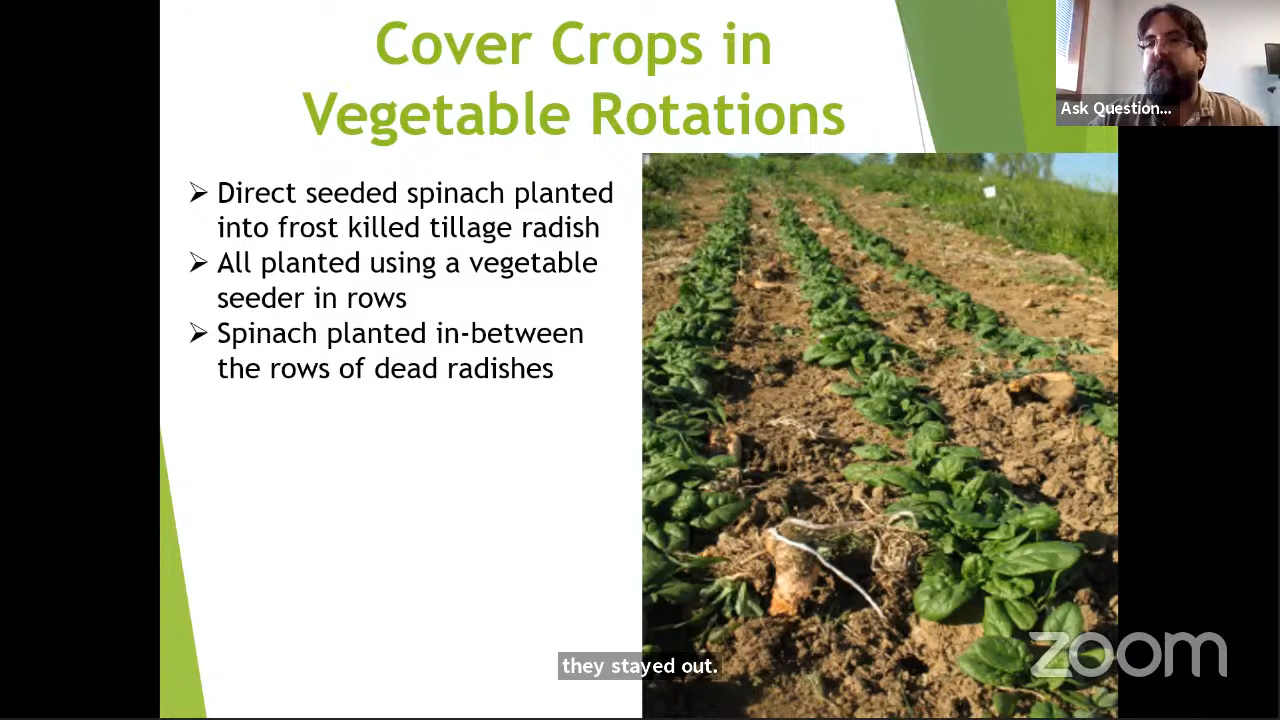 Cover Crops in
Vegetable Rotations
Ask Question...
➢ Direct seeded spinach planted
into frost killed tillage radish
➢ All planted using a vegetable
seeder in rows
➢ Spinach planted in-between
the rows of dead radishes
they stayed out.
zoom